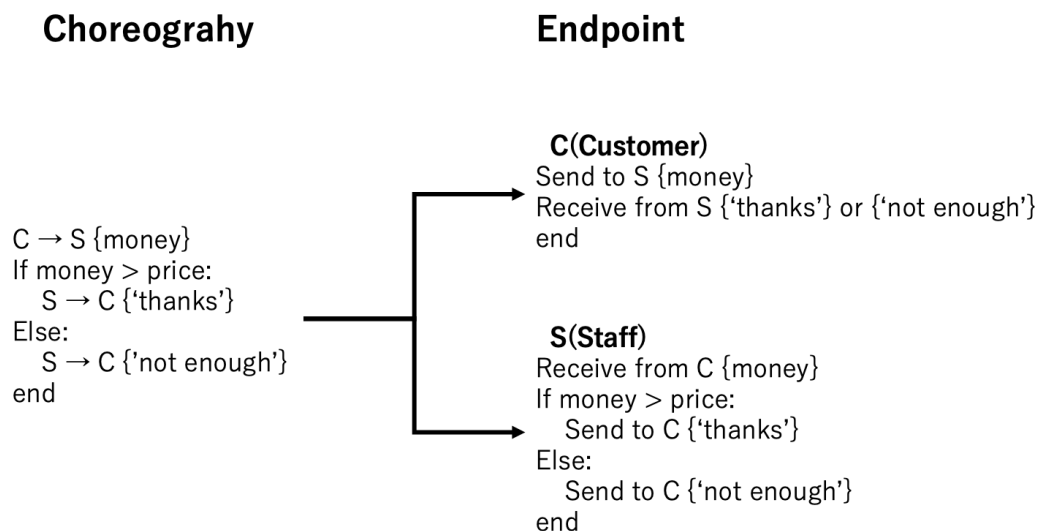 Choreograhy
C → S {money}
If money > price:
S → C {‘thanks’}
Else:
S → C {’not enough’}
end
Endpoint
C(Customer)
Send to S {money}
Receive from S {‘thanks’} or {‘not enough’}
end
S(Staff)
Receive from C {money}
If money > price:
Send to C {‘thanks’}
Else:
Send to C {‘not enough’}
end